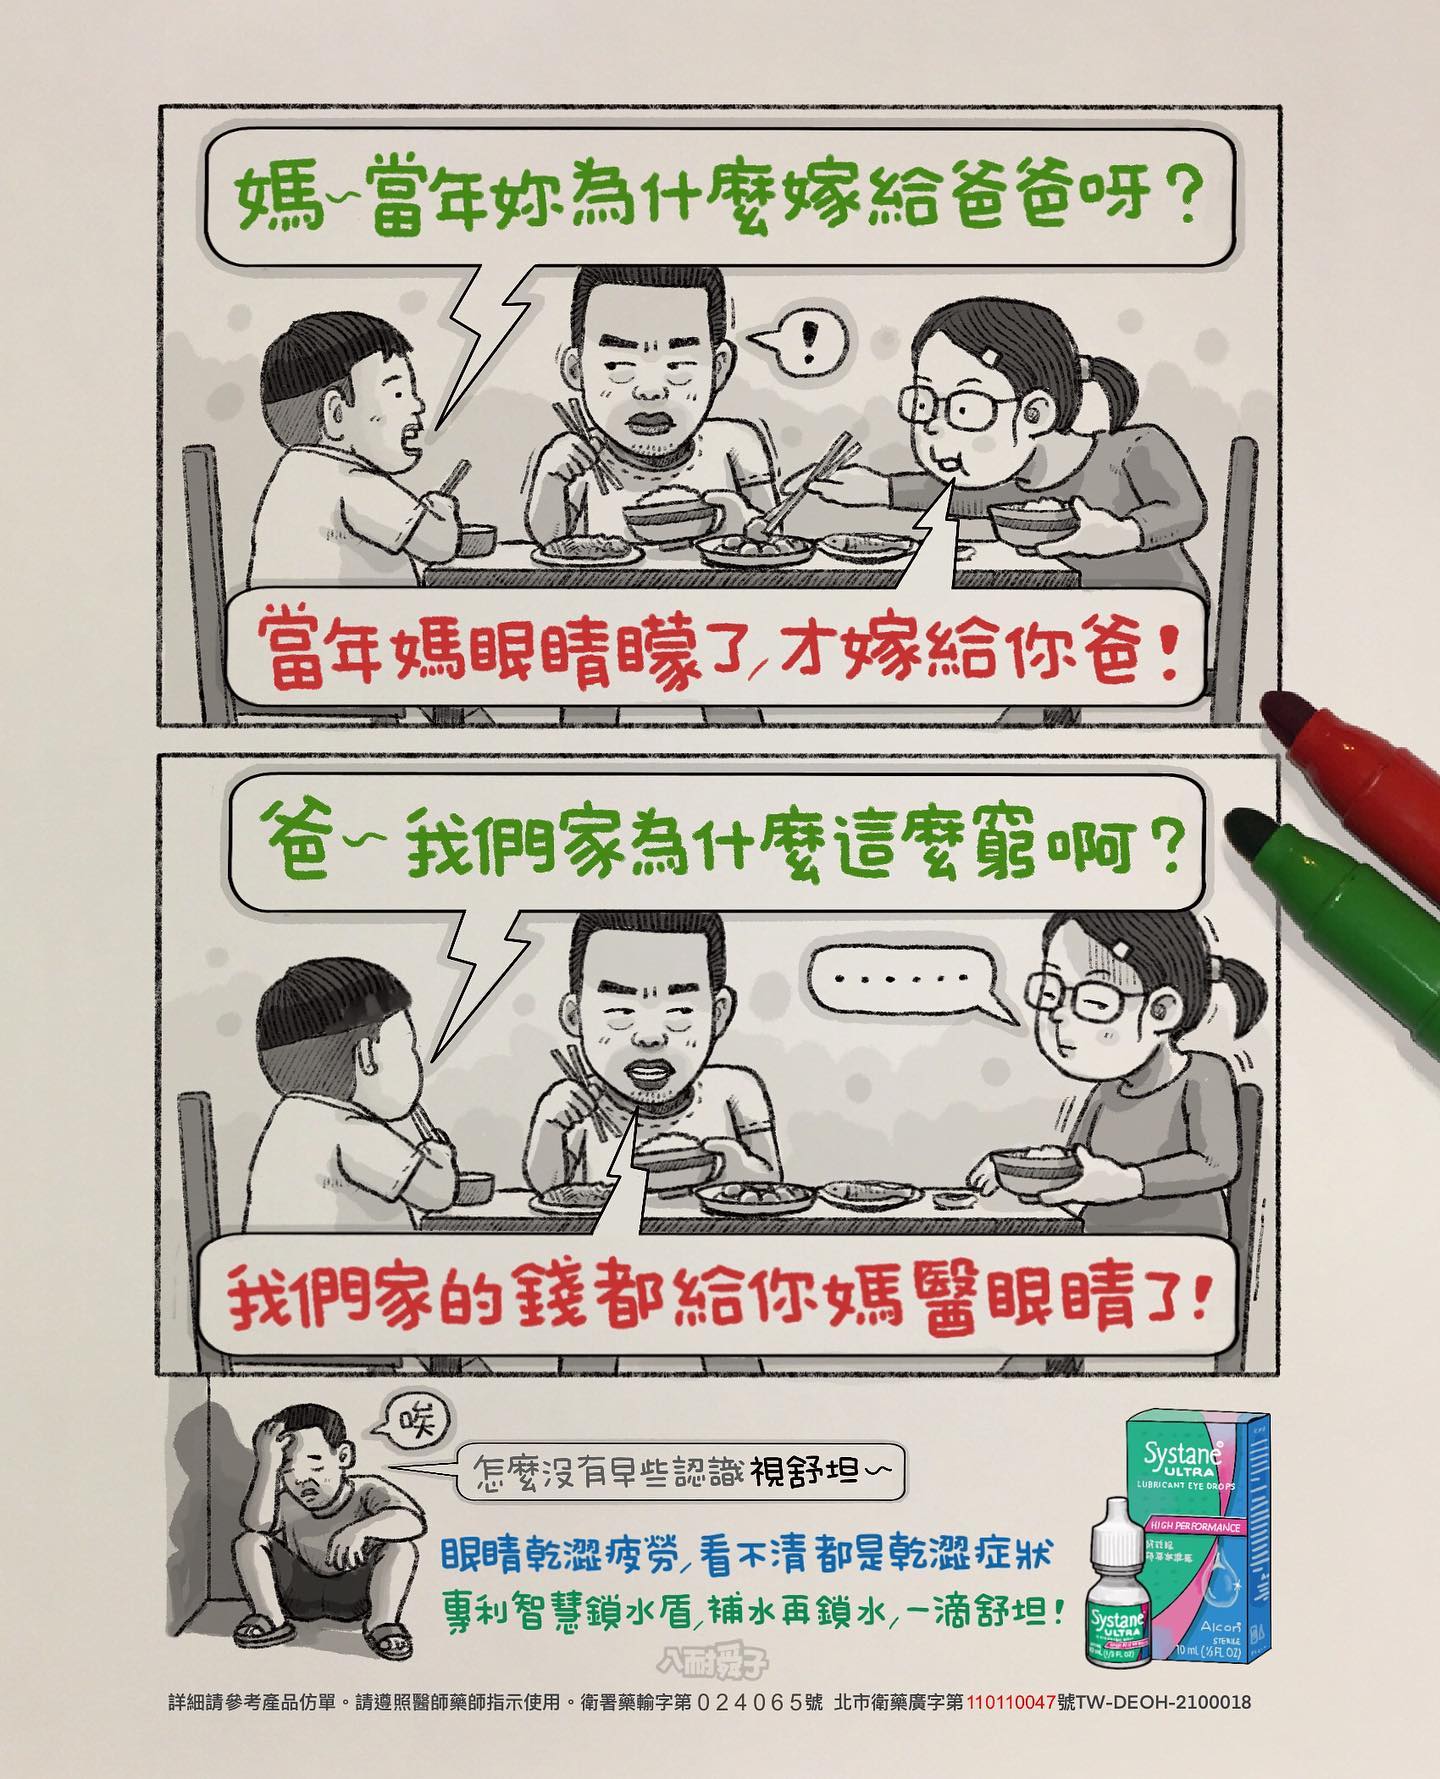 媽~當年妳為什麼嫁給爸爸呀?
!
當年媽眼睛矇了,才嫁給你爸!
爸~我們家為什麼這麼窮啊?
......
我們家的錢都給你媽醫眼睛了!
唉
怎麼沒有早些認識視舒坦~
眼睛乾澀疲勞,看不清都是乾澀症狀
專利智慧鎖水盾,補水再鎖水,一滴舒坦!
Systane
ULTRA
LUBRICANT EYE DROPS
HIGH PERFORMANCE
Alcon
STERILE
10 mL (1/3 FL OZ)
Systane
ULTRA
八耐舜子
詳細請參考產品仿單。請遵照醫師藥師指示使用。衛署藥輸字第024065號 北市衛藥廣字第110110047號TW-DEOH-2100018